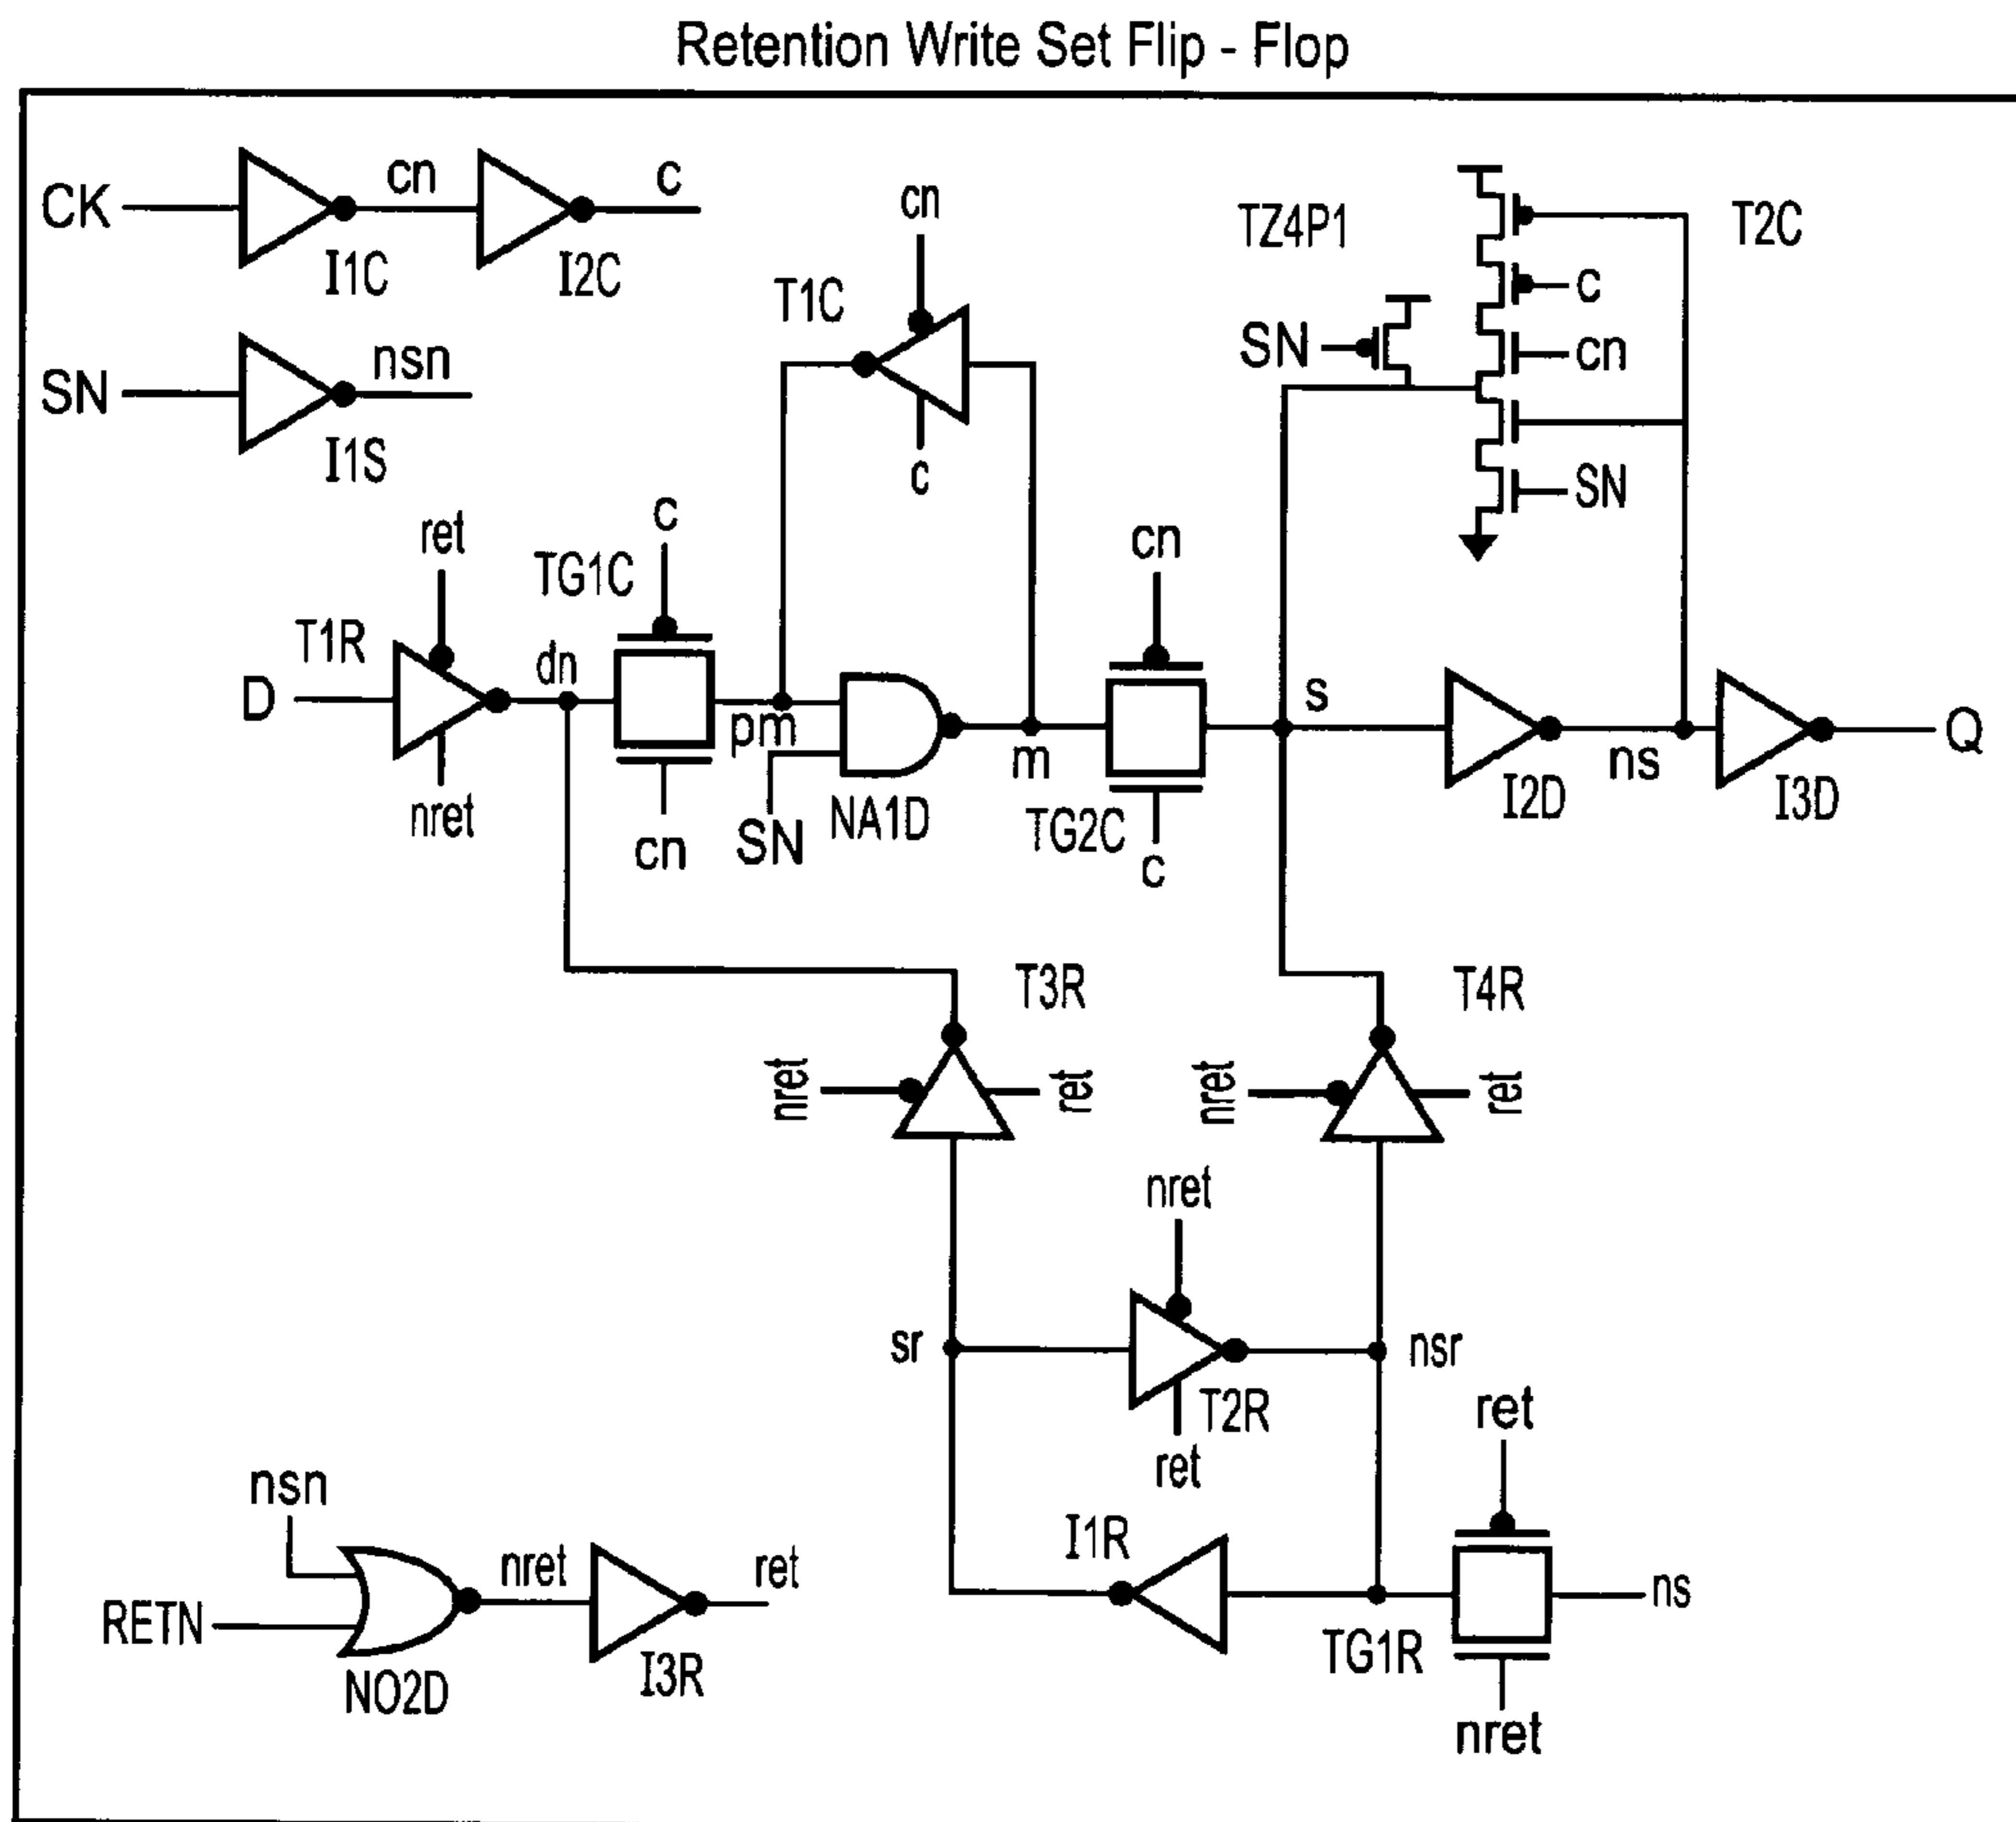 Retention Write Set Flip - Flop
CK
cn
c
I1C
I2C
SN
nsn
I1S
cn
T1C
c
TZ4P1
T2C
SN
c
cn
SN
ret
T1R
D
nret
dn
c
TG1C
cn
pm
SN
NA1D
m
cn
TG2C
c
s
I2D
ns
I3D
Q
T3R
nret
ret
T4R
nret
ret
sr
nret
T2R
ret
nsr
ret
I1R
TG1R
nret
ns
nsn
RETN
NO2D
nret
I3R
ret